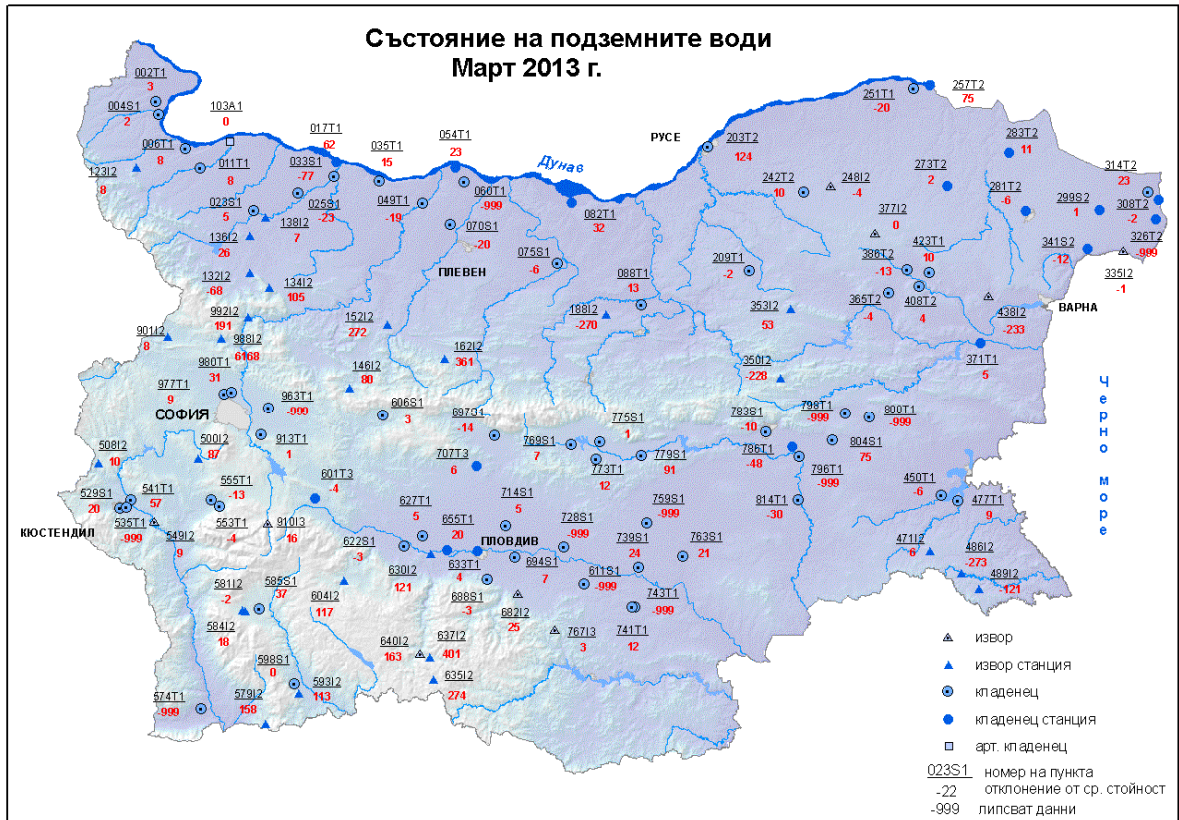 Състояние на подземните води
Март 2013 г.
002T1
3
004S1
2
103A1
0
006T1
8
011T1
8
017T1
62
033S1
-77
035T1
15
054T1
23
123I2
8
023S1
5
025S1
-23
049T1
-19
060T1
-999
070S1
-20
138I2
7
136I2
26
132I2
-68
134I2
105
ПЛЕВЕН
075S1
-6
082T1
32
Дунав
РУСЕ
203T2
124
251T1
-20
257T2
75
283T2
11
273T2
2
242T2
10
248I2
-4
377I2
0
281T2
-6
299S2
1
314T2
23
308T2
-2
326T2
-999
341S2
-12
335I2
-1
423T1
10
386T2
-13
365T2
-4
408T2
4
438I2
-233
ВАРНА
371T1
5
209T1
-2
353I2
53
350I2
-228
088T1
13
188I2
-270
152I2
272
162I2
361
146I2
80
992I2
191
988I2
6168
901I2
8
980T1
31
977T1
9
СОФИЯ
963T1
-999
913T1
1
606S1
3
697S1
-14
769S1
7
775S1
1
773T1
12
779S1
91
783S1
-10
786T1
-48
798T1
-999
800T1
-999
804S1
75
796T1
-999
814T1
-30
450T1
-6
477T1
9
471I2
6
486I2
-273
489I2
-121
Черно море
508I2
10
500I2
87
529S1
20
541T1
57
535T1
-999
КЮСТЕНДИЛ
549I2
9
555T1
-13
553T1
-4
910I3
16
601T3
-4
707T3
6
627T1
5
655T1
20
714S1
5
ПЛОВДИВ
728S1
-999
759S1
-999
739S1
24
763S1
21
622S1
-3
630I2
121
633T1
4
694S1
7
688S1
-3
682I2
25
611S1
-999
743T1
-999
741T1
12
767I3
3
581I2
-2
585S1
37
584I2
18
604I2
117
640I2
163
637I2
401
635I2
274
598S1
0
593I2
113
579I2
158
574T1
-999
извор
извор станция
кладенец
кладенец станция
арт. кладенец
023S1 номер на пункта
-22 отклонение от ср. стойност
-999 липсват данни